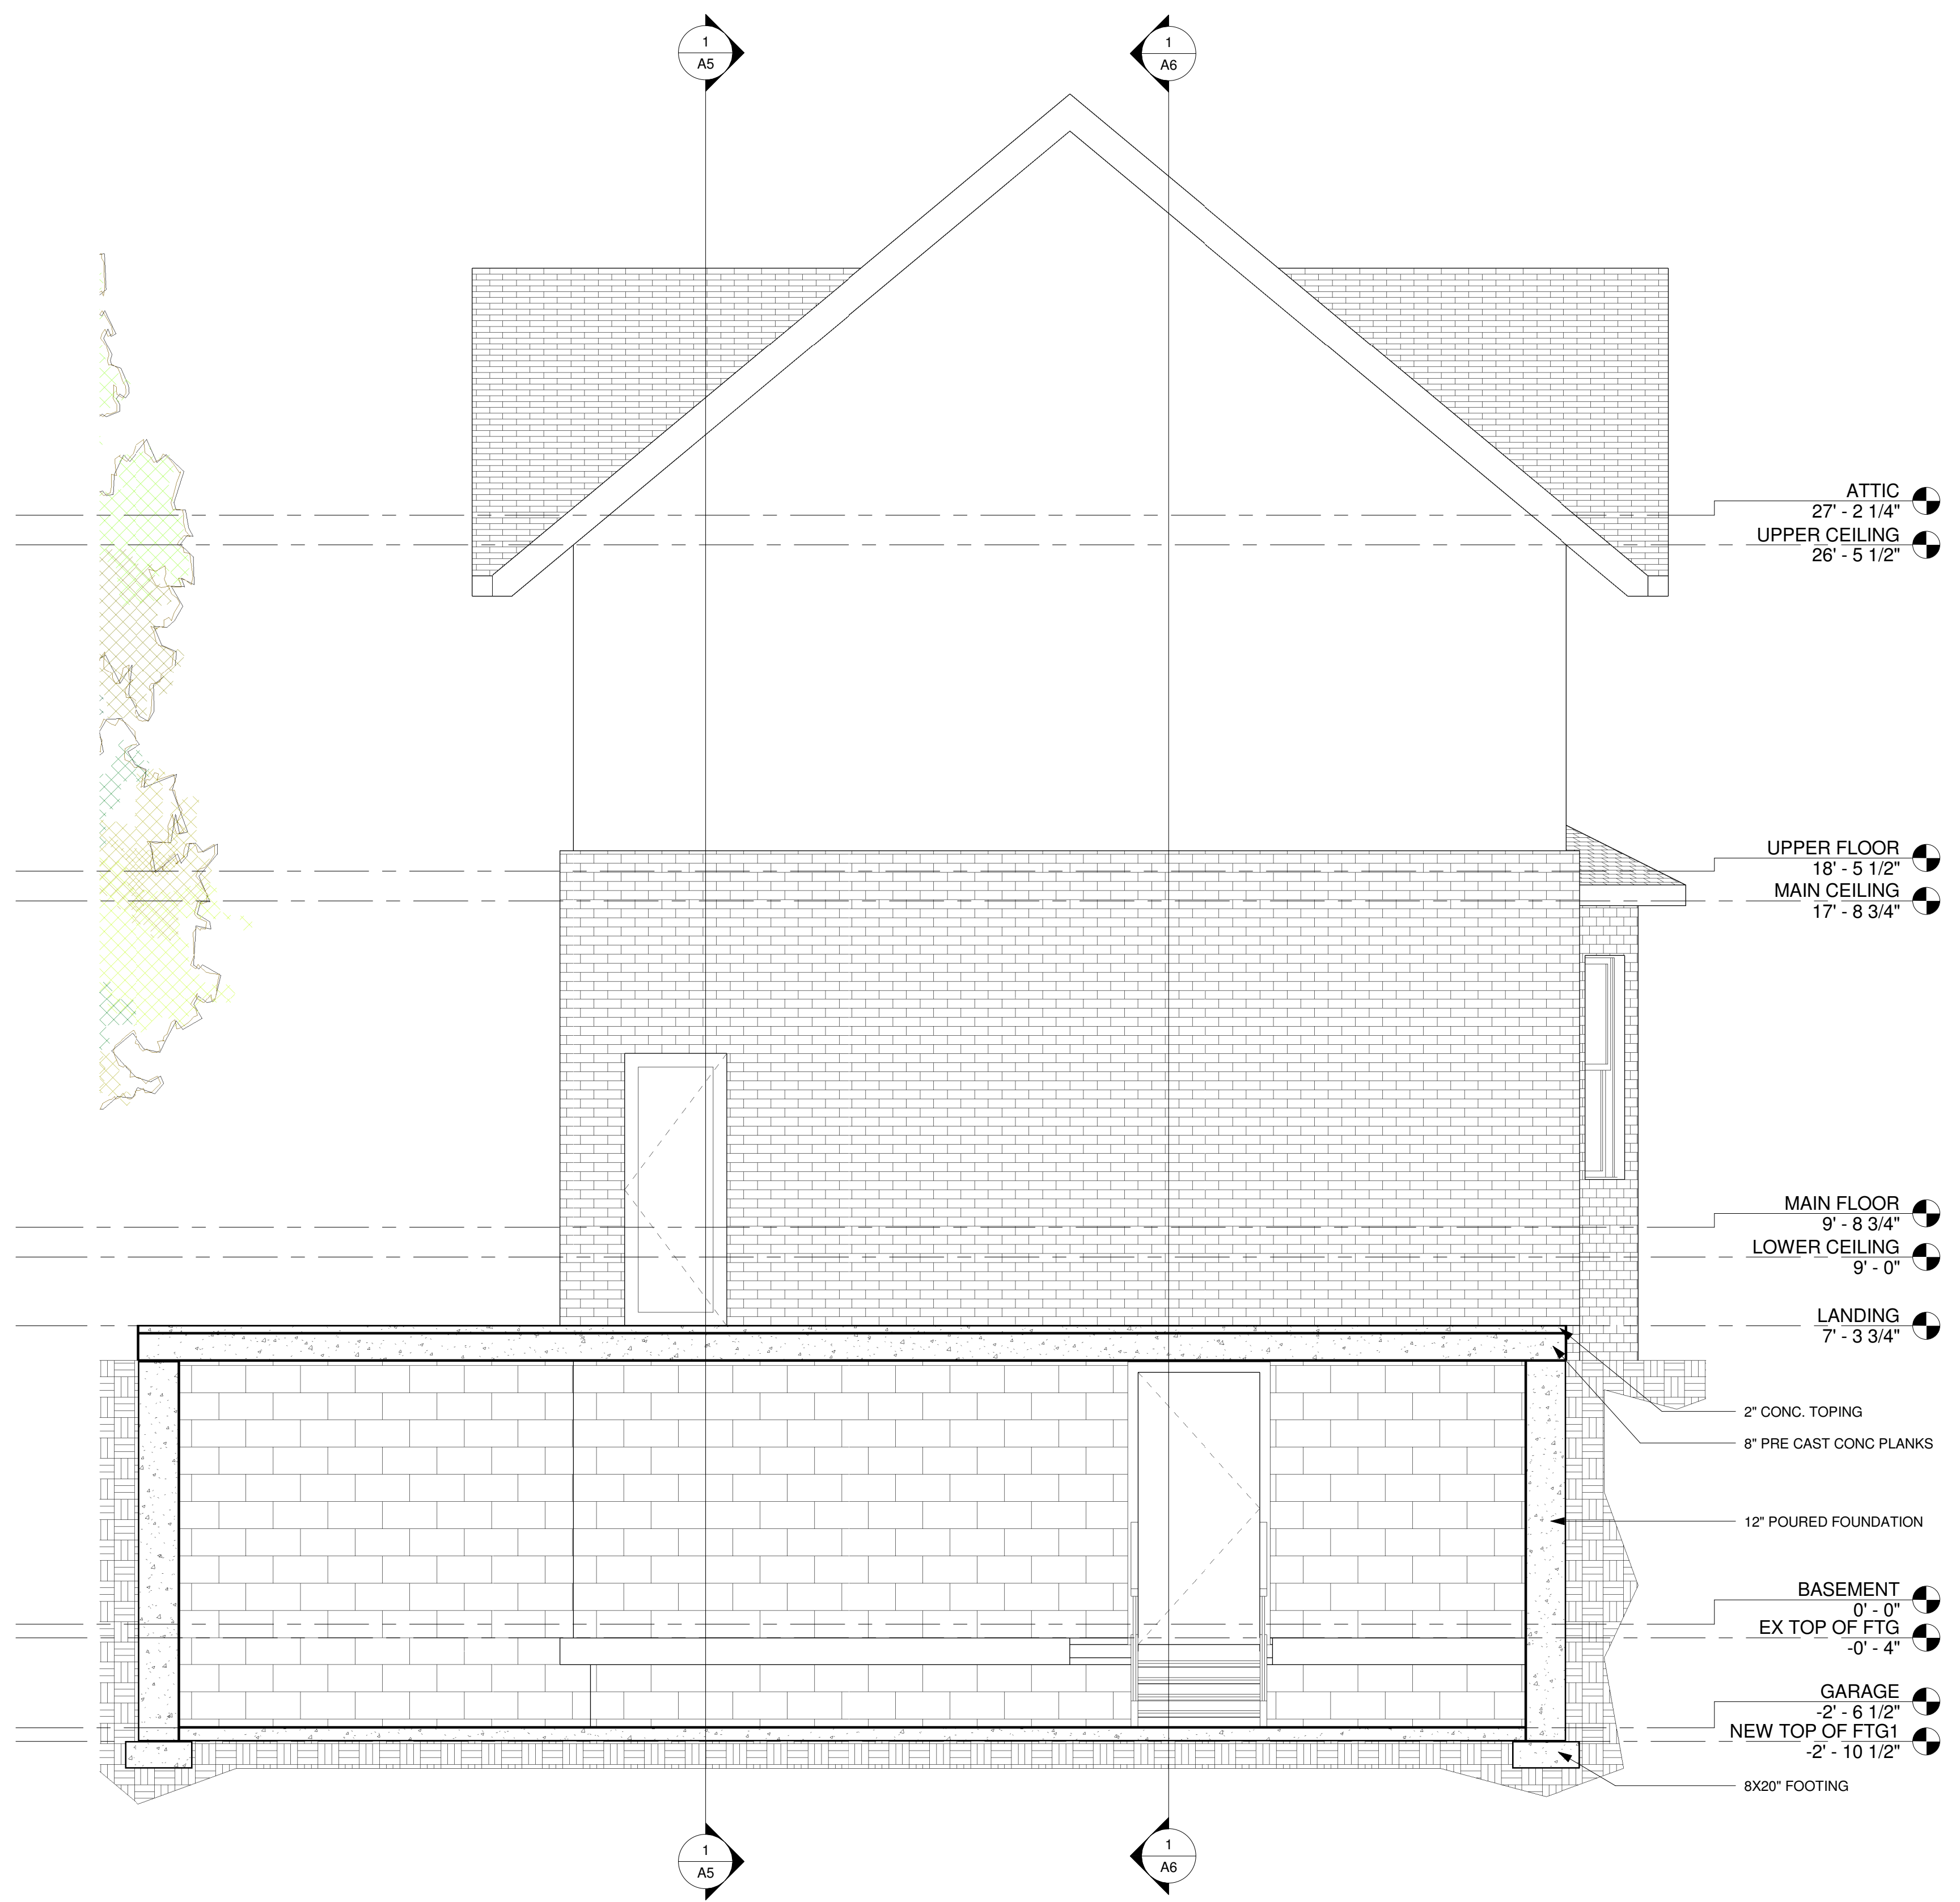 1
A5
1
A6
ATTIC
27' - 2 1/4"
UPPER CEILING
26' - 5 1/2"
UPPER FLOOR
18' - 5 1/2"
MAIN CEILING
17' - 8 3/4"
MAIN FLOOR
9' - 8 3/4"
LOWER CEILING
9' - 0"
LANDING
7' - 3 3/4"
2" CONC. TOPING
8" PRE CAST CONC PLANKS
12" POURED FOUNDATION
BASEMENT
0' - 0"
EX TOP OF FTG
-0' - 4"
GARAGE
-2' - 6 1/2"
NEW TOP OF FTG1
-2' - 10 1/2"
8X20" FOOTING
1
A5
1
A6